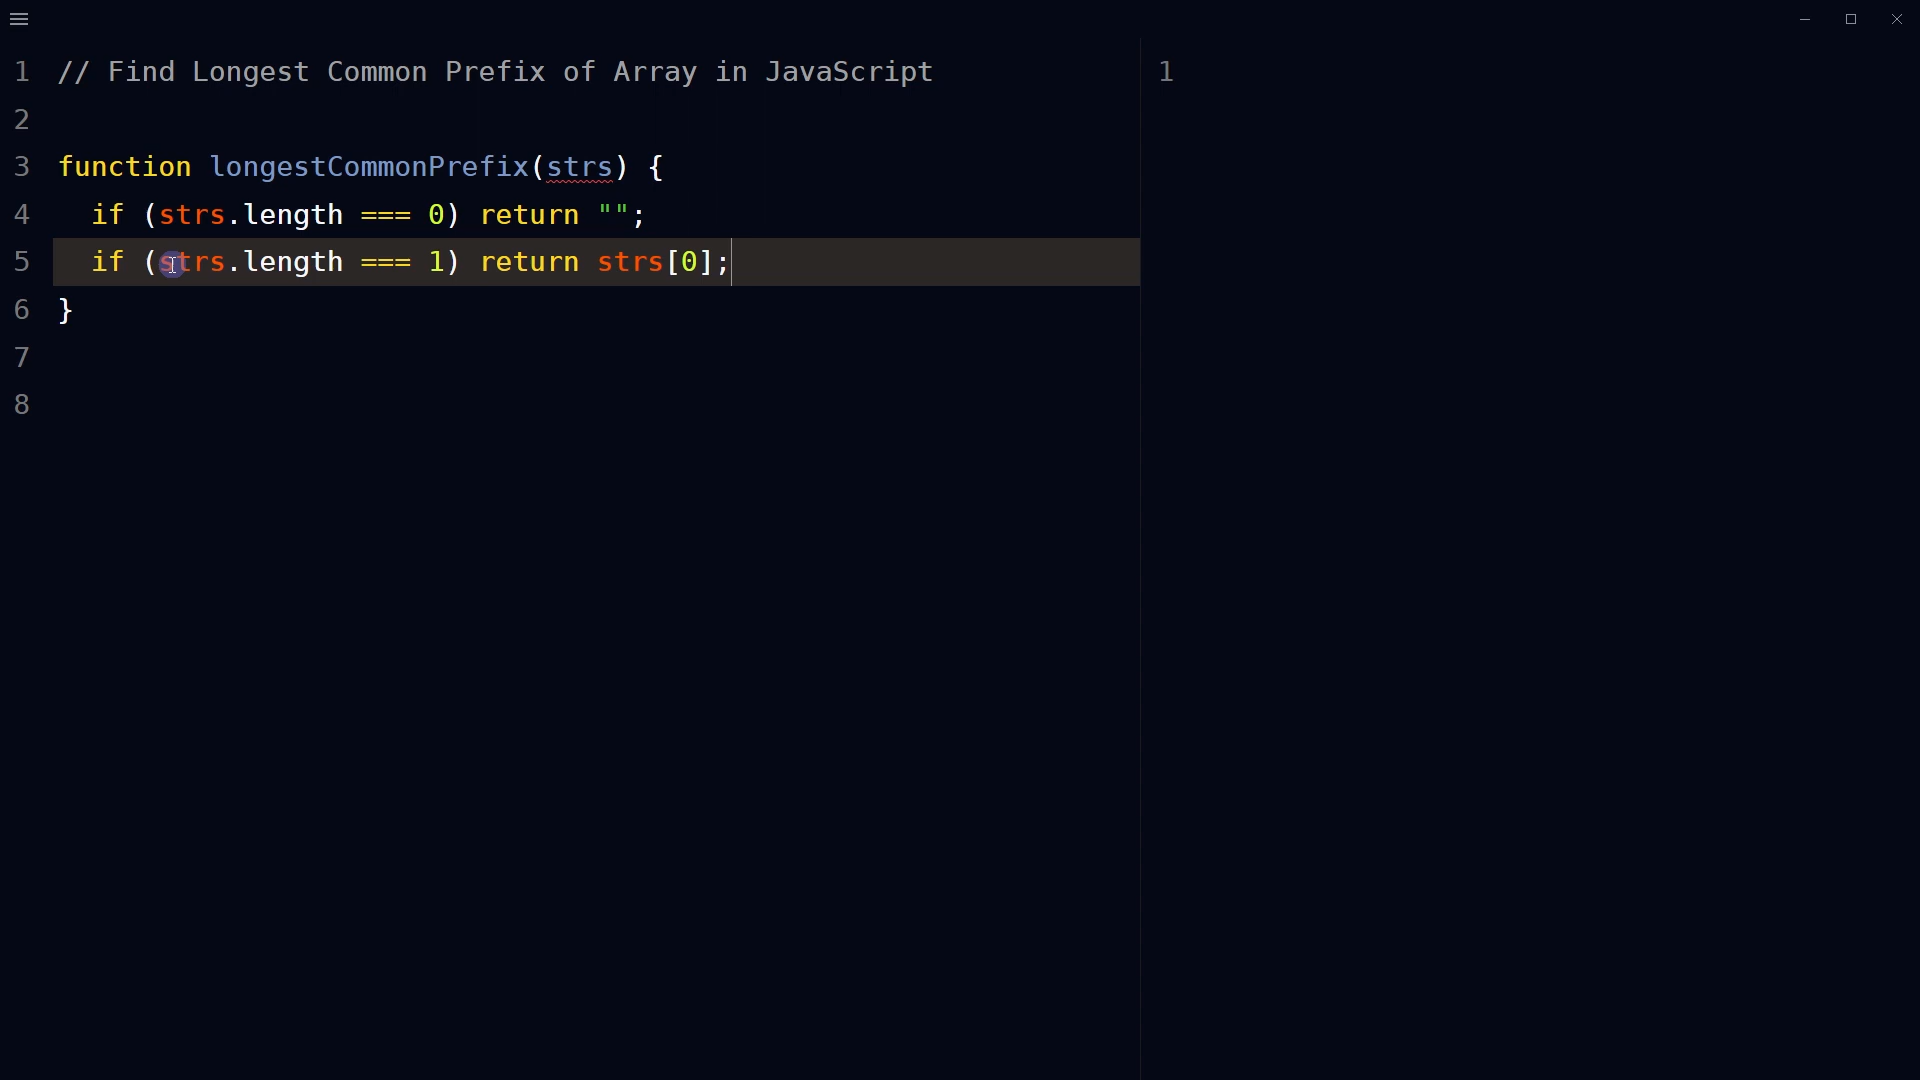 1 // Find Longest Common Prefix of Array in JavaScript
2
3 function longestCommonPrefix(strs) {
4   if (strs.length === 0) return "";
5   if (strs.length === 1) return strs[0];
6 }
7
8
1